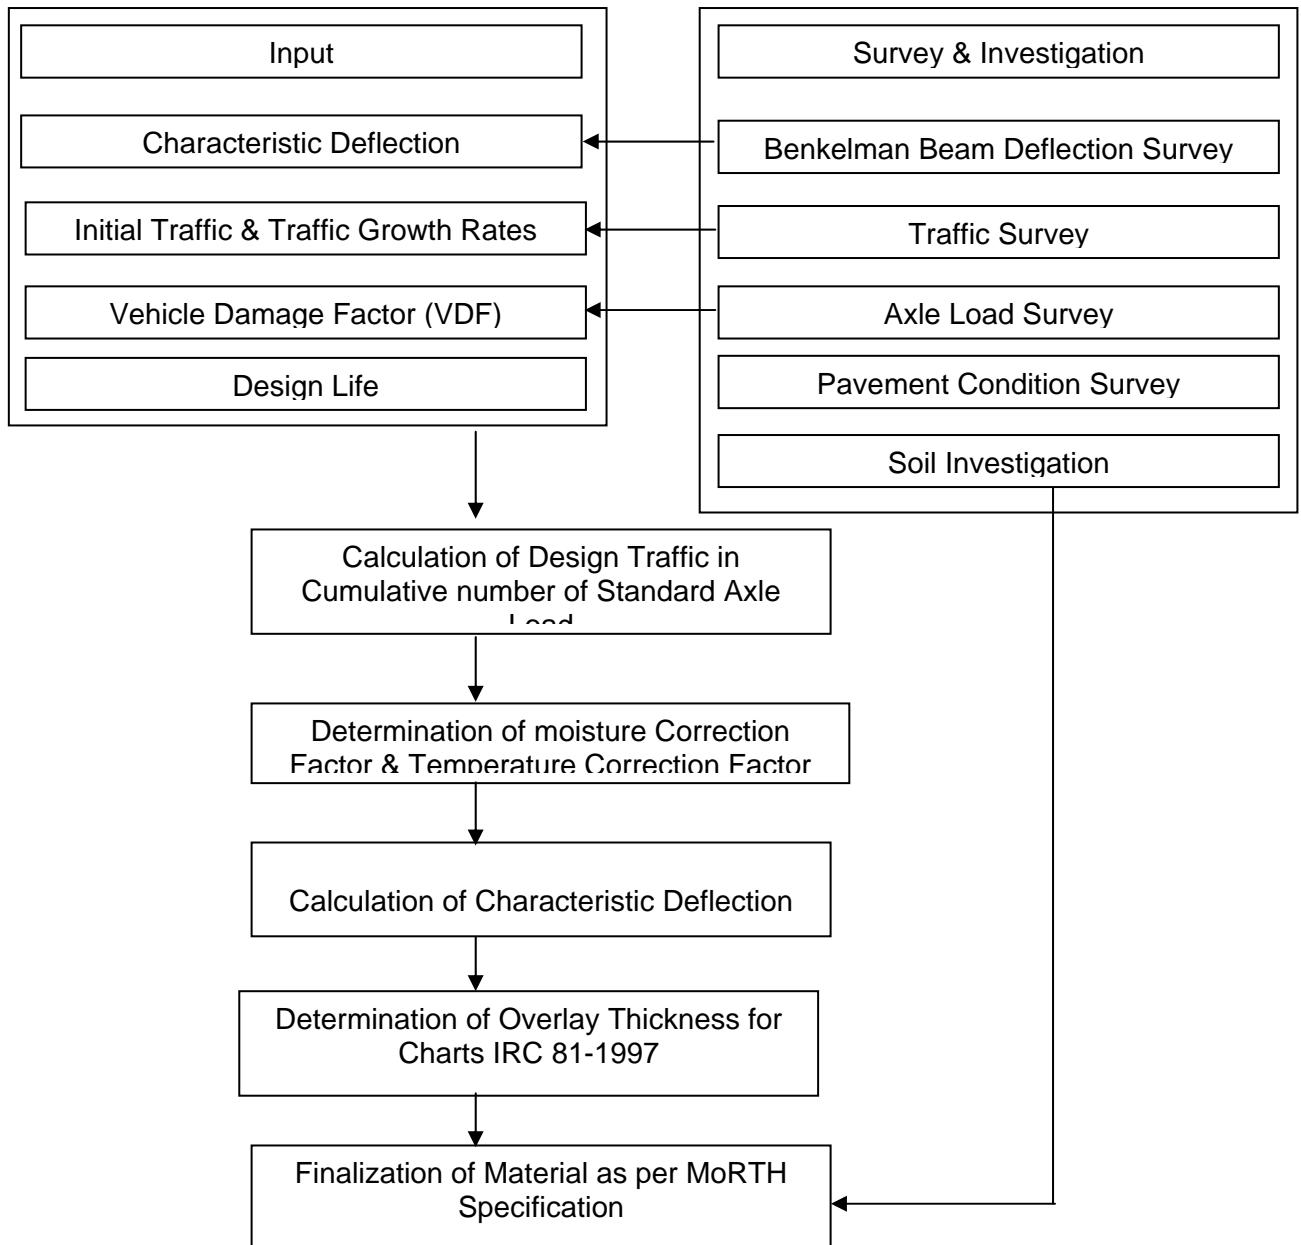 Input
Characteristic Deflection
Initial Traffic & Traffic Growth Rates
Vehicle Damage Factor (VDF)
Design Life
Survey & Investigation
Benkelman Beam Deflection Survey
Traffic Survey
Axle Load Survey
Pavement Condition Survey
Soil Investigation
Calculation of Design Traffic in
Cumulative number of Standard Axle
Load
Determination of moisture Correction
Factor & Temperature Correction Factor
Calculation of Characteristic Deflection
Determination of Overlay Thickness for
Charts IRC 81-1997
Finalization of Material as per MoRTH
Specification